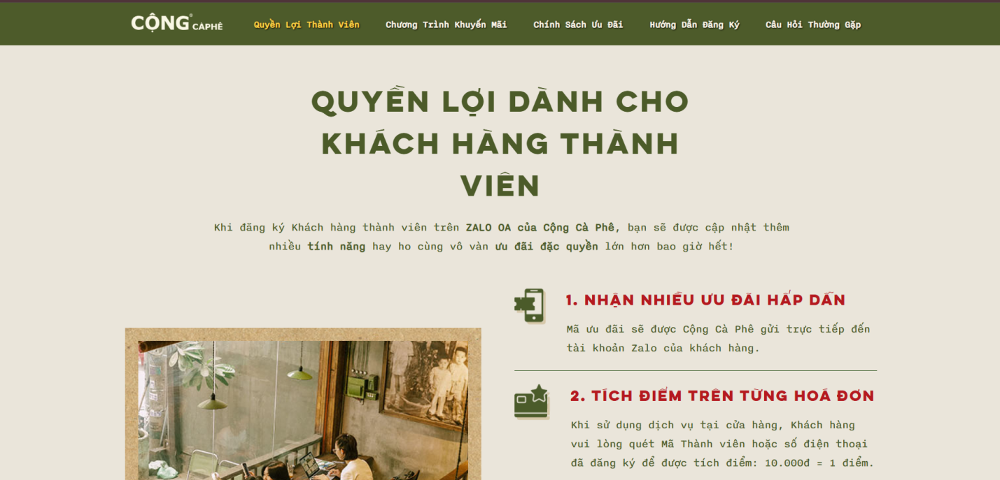 CỘNG CÀPHÊ
Quyền Lợi Thành Viên
Chương Trình Khuyến Mãi
Chính Sách Ưu Đãi
Hướng Dẫn Đăng Ký
Câu Hỏi Thường Gặp
QUYỀN LỢI DÀNH CHO
KHÁCH HÀNG THÀNH
VIÊN
Khi đăng ký Khách hàng thành viên trên ZALO OA của Cộng Cà Phê, bạn sẽ được cập nhật thêm
nhiều tính năng hay ho cùng vô vàn ưu đãi đặc quyền lớn hơn bao giờ hết!
1. NHẬN NHIỀU ƯU ĐÃI HẤP DẪN
Mã ưu đãi sẽ được Cộng Cà Phê gửi trực tiếp đến
tài khoản Zalo của khách hàng.
2. TÍCH ĐIỂM TRÊN TỪNG HOÁ ĐƠN
Khi sử dụng dịch vụ tại cửa hàng, Khách hàng
vui lòng quét Mã Thành viên hoặc số điện thoại
đã đăng ký để được tích điểm: 10.000đ = 1 điểm.